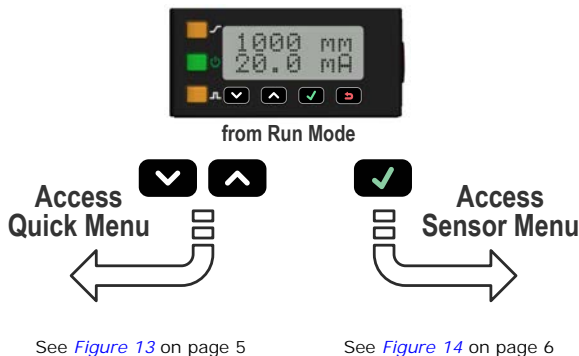 1000 mm
20.0 mA
from Run Mode
Access
Quick Menu
Access
Sensor Menu
See Figure 13 on page 5
See Figure 14 on page 6